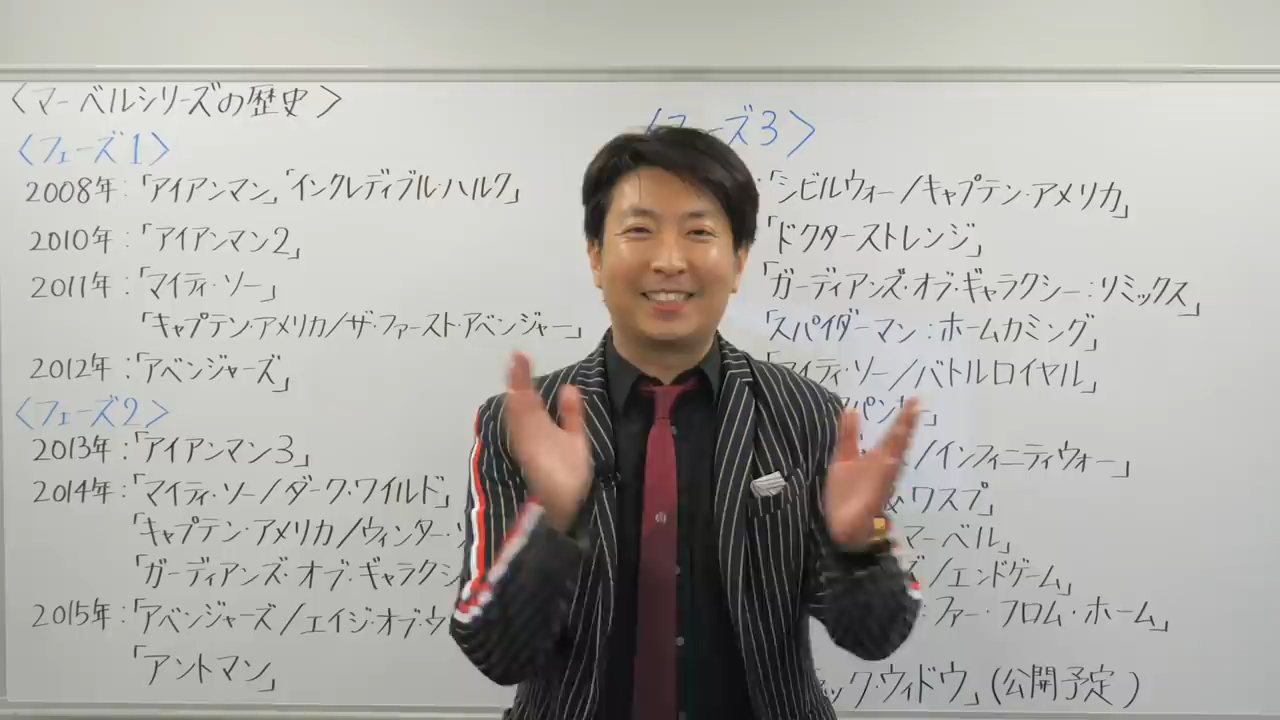 〈マーベルシリーズの歴史〉
〈フェーズ1〉
2008年:「アイアンマン」「インクレディブル・ハルク」
2010年:「アイアンマン2」
2011年:「マイティ・ソー」
「キャプテン・アメリカ/ザ・ファースト・アベンジャー」
2012年:「アベンジャーズ」
〈フェーズ2〉
2013年:「アイアンマン3」
2014年:「マイティ・ソー/ダーク・ワイルド」
「キャプテン・アメリカ/ウィンター・
「ガーディアンズ・オブ・ギャラクシ
2015年:「アベンジャーズ/エイジ・オブ・ウ
「アントマン」
ーズ3〉
「シビルウォー/キャプテン・アメリカ」
「ドクターストレンジ」
「ガーディアンズ・オブ・ギャラクシー:リミックス」
「スパイダーマン:ホームカミング」
マイティ・ソー/バトルロイヤル」
パンサー」
/インフィニティウォー」
&ワスプ」
マーベル」
ズ/エンドゲーム」
:ファー・フロム・ホーム」
ック・ウィドウ」(公開予定)